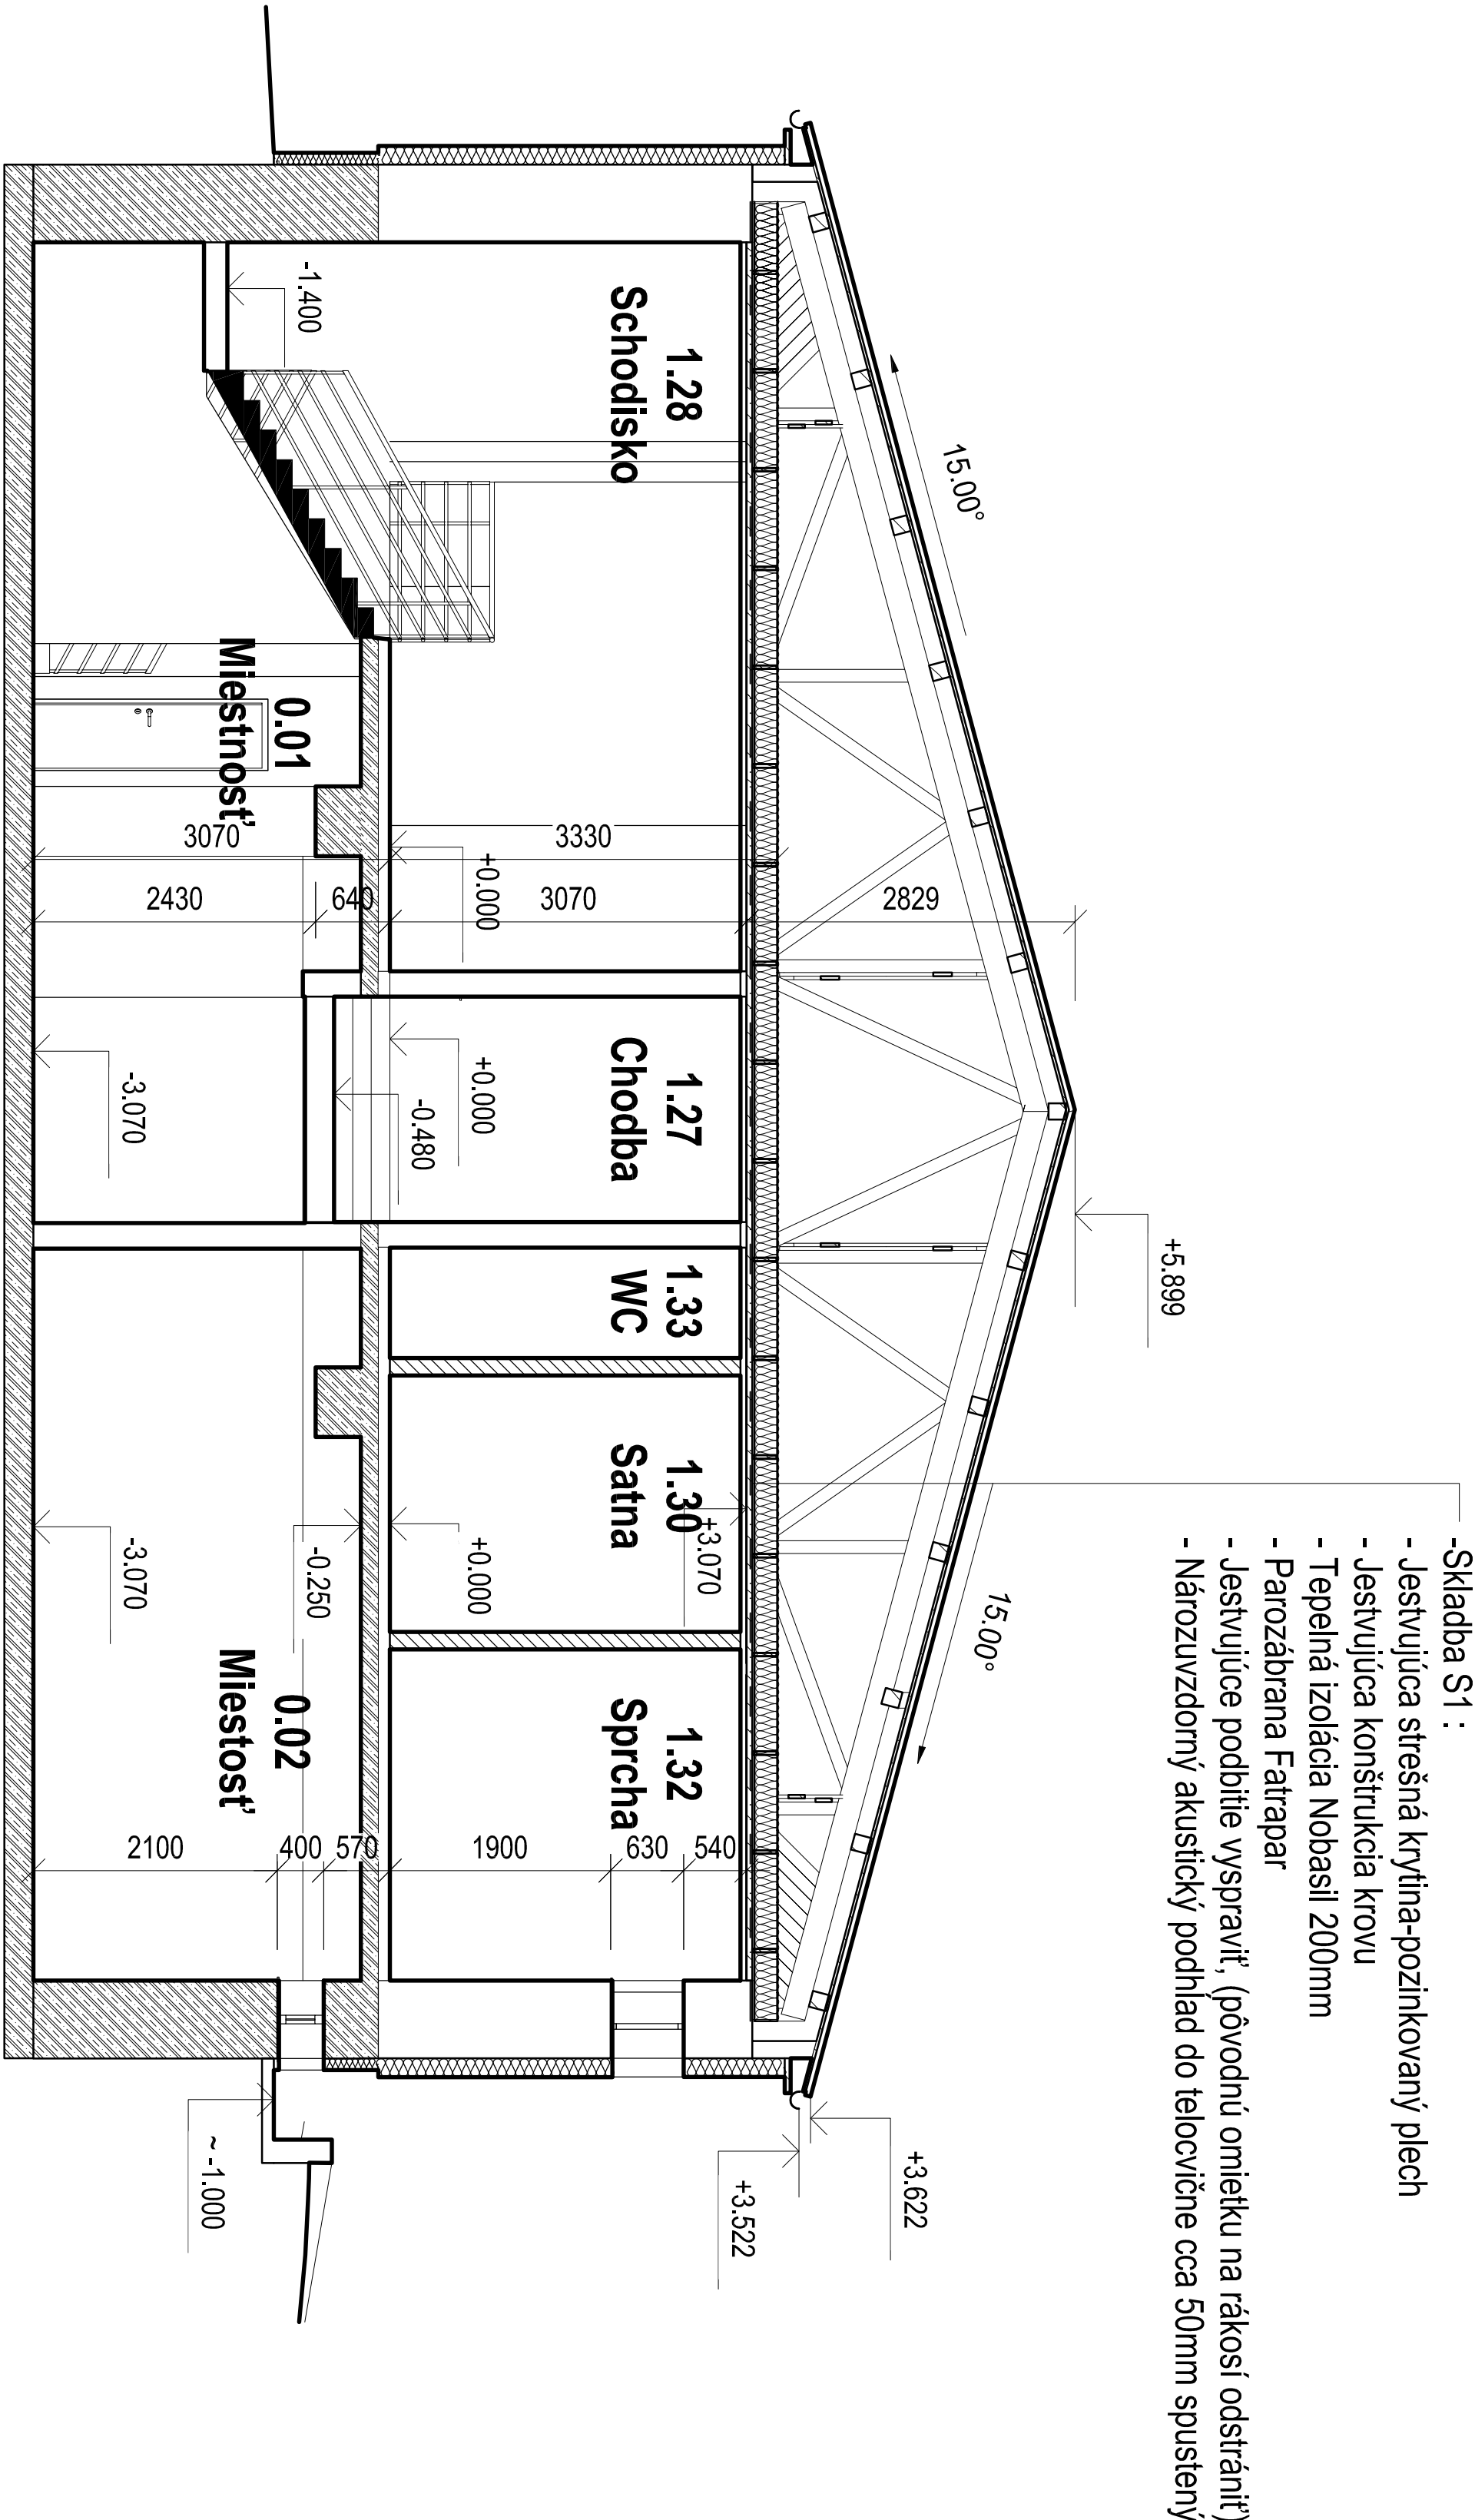 -Skladba S1 :
- Jestvujúca strešná krytina-pozinkovaný plech
- Jestvujúca konštrukcia krovu
- Tepelná izolácia Nobasil 200mm
- Parozábrana Fatrapar
- Jestvujúce podbitie vyspraviť, (pôvodnú omietku na rákosí odstrániť)
- Nározuvzdorný akustický podhľad do telocvične cca 50mm spustený
+5.899
15.00°
15.00°
2829
+3.622
+3.522
1.28
Schodisko
1.27
Chodba
1.33
WC
1.30
Satna
+3.070
1.32
Sprcha
3330
3070
540
630
1900
+0.000
+0.000
+0.000
-0.480
-1.400
-0.250
640
570
400
0.01
Miestnosť
0.02
Miestosť
3070
2430
2100
-3.070
-3.070
~ -1.000